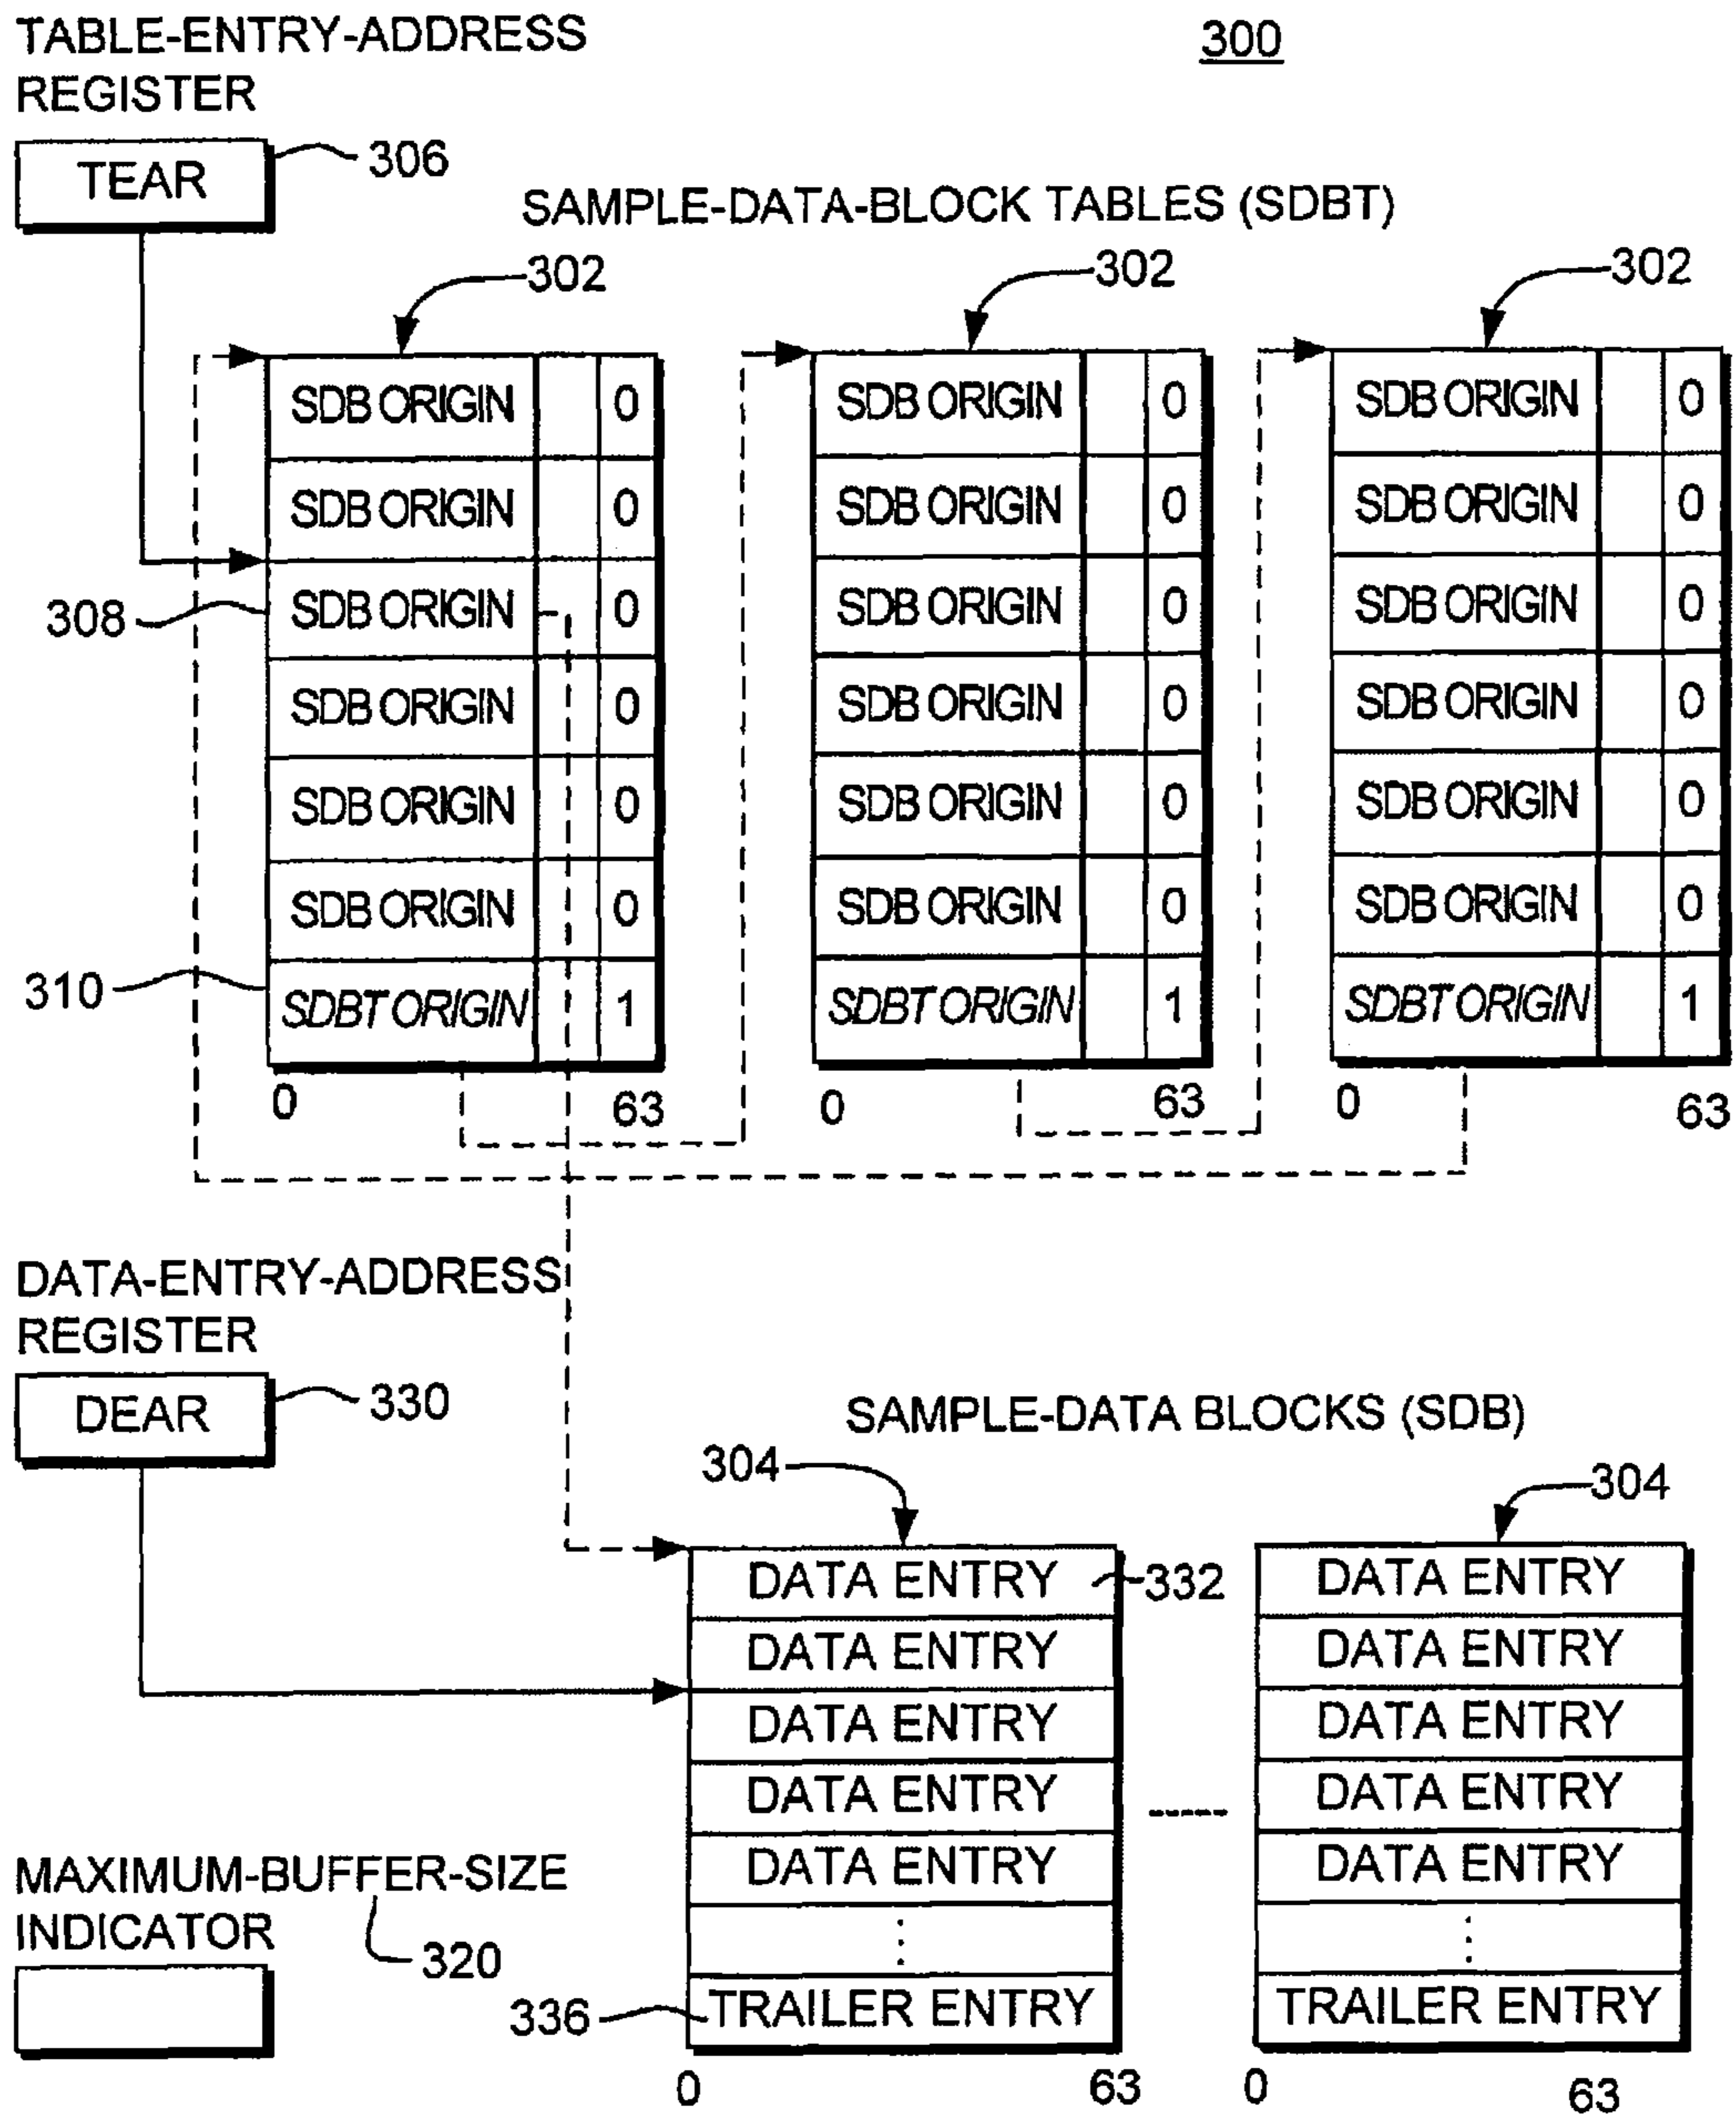 TABLE-ENTRY-ADDRESS
REGISTER
300
TEAR
306
SAMPLE-DATA-BLOCK TABLES (SDBT)
302 302 302
SDB ORIGIN 0 SDB ORIGIN 0 SDB ORIGIN 0
SDB ORIGIN 0 SDB ORIGIN 0 SDB ORIGIN 0
308 SDB ORIGIN 0 SDB ORIGIN 0 SDB ORIGIN 0
SDB ORIGIN 0 SDB ORIGIN 0 SDB ORIGIN 0
SDB ORIGIN 0 SDB ORIGIN 0 SDB ORIGIN 0
SDB ORIGIN 0 SDB ORIGIN 0 SDB ORIGIN 0
310 SDBT ORIGIN 1 SDBT ORIGIN 1 SDBT ORIGIN 1
0 63 0 63 0 63
DATA-ENTRY-ADDRESS
REGISTER
DEAR
330
SAMPLE-DATA BLOCKS (SDB)
304 304
DATA ENTRY 332 DATA ENTRY
DATA ENTRY DATA ENTRY
DATA ENTRY DATA ENTRY
DATA ENTRY DATA ENTRY
DATA ENTRY DATA ENTRY
MAXIMUM-BUFFER-SIZE
INDICATOR
320
336 TRAILER ENTRY TRAILER ENTRY
0 63 0 63